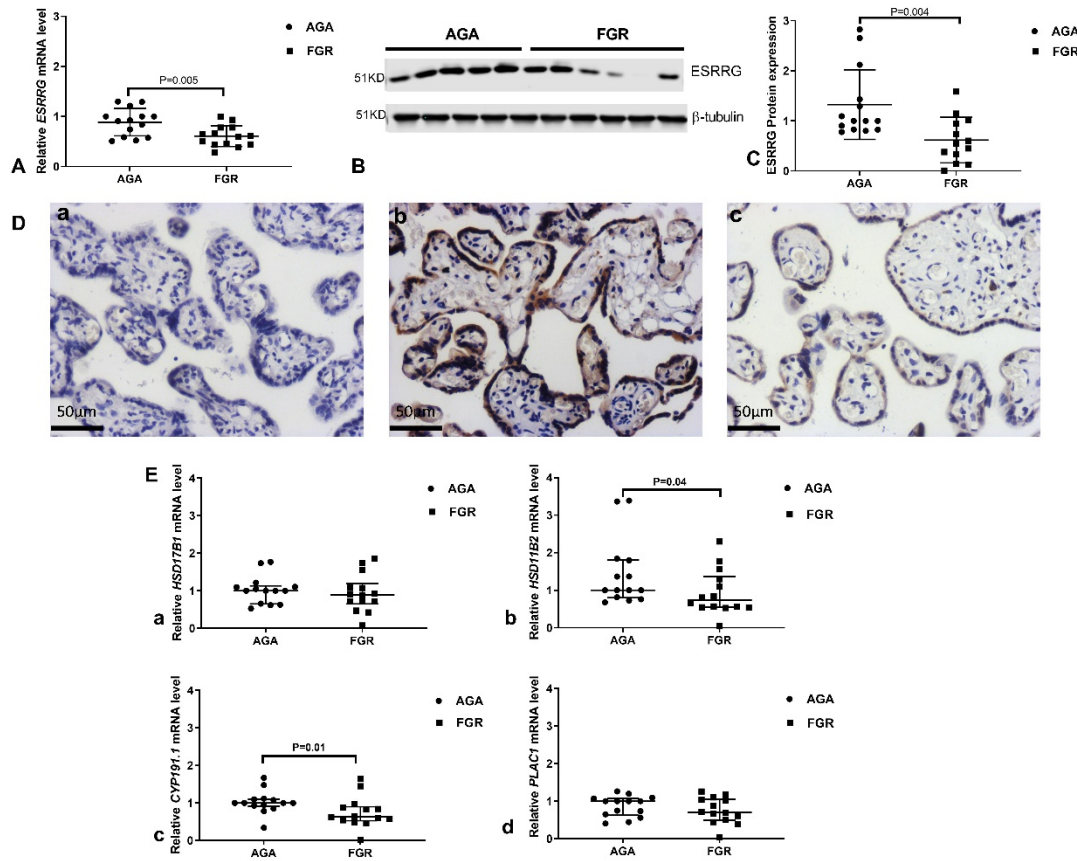 A
Relative ESRRG mRNA level
3
2
1
0
P=0.005
AGA
FGR
AGA
FGR
B
AGA
FGR
51KD
ESRRG
51KD
β-tubulin
C
ESRRG Protein expression
3
2
1
0
P=0.004
AGA
FGR
AGA
FGR
D
a
50μm
b
50μm
c
50μm
E
a
Relative HSD17B1 mRNA level
4
3
2
1
0
AGA
FGR
AGA
FGR
b
Relative HSD11B2 mRNA level
4
3
2
1
0
P=0.04
AGA
FGR
AGA
FGR
c
Relative CYP191.1 mRNA level
4
3
2
1
0
P=0.01
AGA
FGR
AGA
FGR
d
Relative PLAC1 mRNA level
4
3
2
1
0
AGA
FGR
AGA
FGR